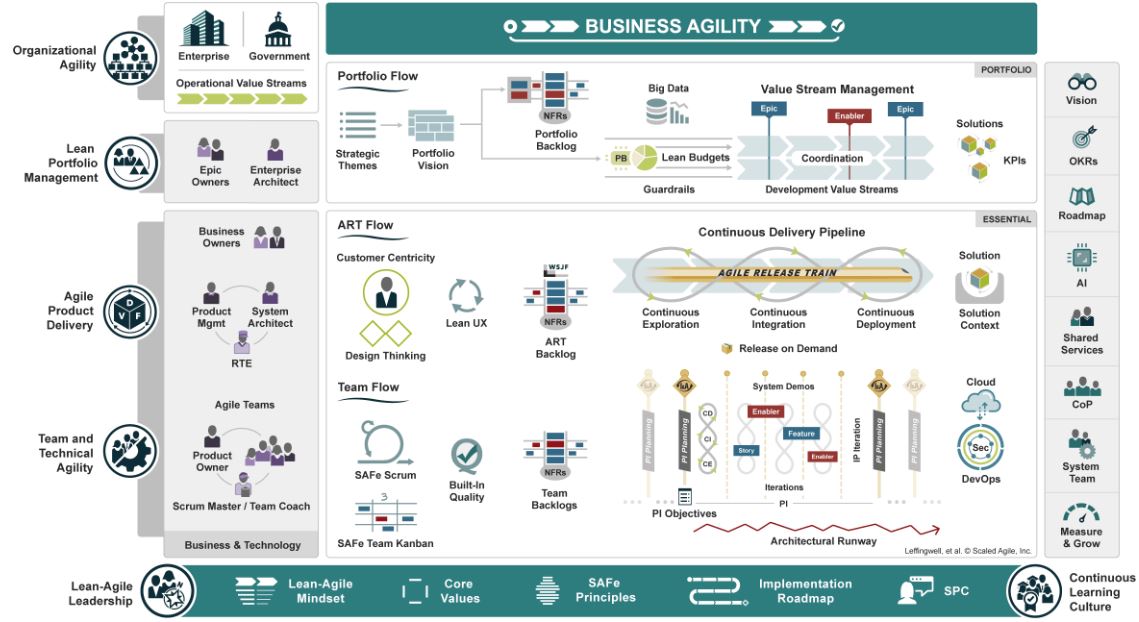 BUSINESS AGILITY
Organizational
Agility
Enterprise
Government
Operational Value Streams
Lean
Portfolio
Management
Epic
Owners
Enterprise
Architect
PORTFOLIO
Portfolio Flow
Strategic
Themes
Portfolio
Vision
NFRs
Portfolio
Backlog
Big Data
PB
Lean Budgets
Guardrails
Value Stream Management
Epic
Enabler
Epic
Coordination
Development Value Streams
Solutions
KPIs
Agile
Product
Delivery
D
V
F
Business
Owners
Product
Mgmt
System
Architect
RTE
ESSENTIAL
ART Flow
Customer Centricity
Design Thinking
Lean UX
WSJF
NFRs
ART
Backlog
Continuous Delivery Pipeline
AGILE RELEASE TRAIN
Continuous
Exploration
Continuous
Integration
Continuous
Deployment
Release on Demand
Solution
Solution
Context
Team and
Technical
Agility
Agile Teams
Product
Owner
Scrum Master / Team Coach
Business & Technology
Team Flow
SAFe Scrum
3
SAFe Team Kanban
Built-In
Quality
NFRs
Team
Backlogs
I&A
I&A
I&A
I&A
PI Planning
PI Planning
PI Planning
PI Planning
CD
CI
CE
System Demos
Enabler
Story
Feature
Enabler
Iterations
IP Iteration
PI
PI Objectives
Architectural Runway
Cloud
Sec
DevOps
Leffingwell, et al. © Scaled Agile, Inc.
Vision
OKRs
Roadmap
AI
Shared
Services
CoP
System
Team
Measure
& Grow
Lean-Agile
Leadership
Lean-Agile
Mindset
Core
Values
SAFe
Principles
Implementation
Roadmap
SPC
Continuous
Learning
Culture